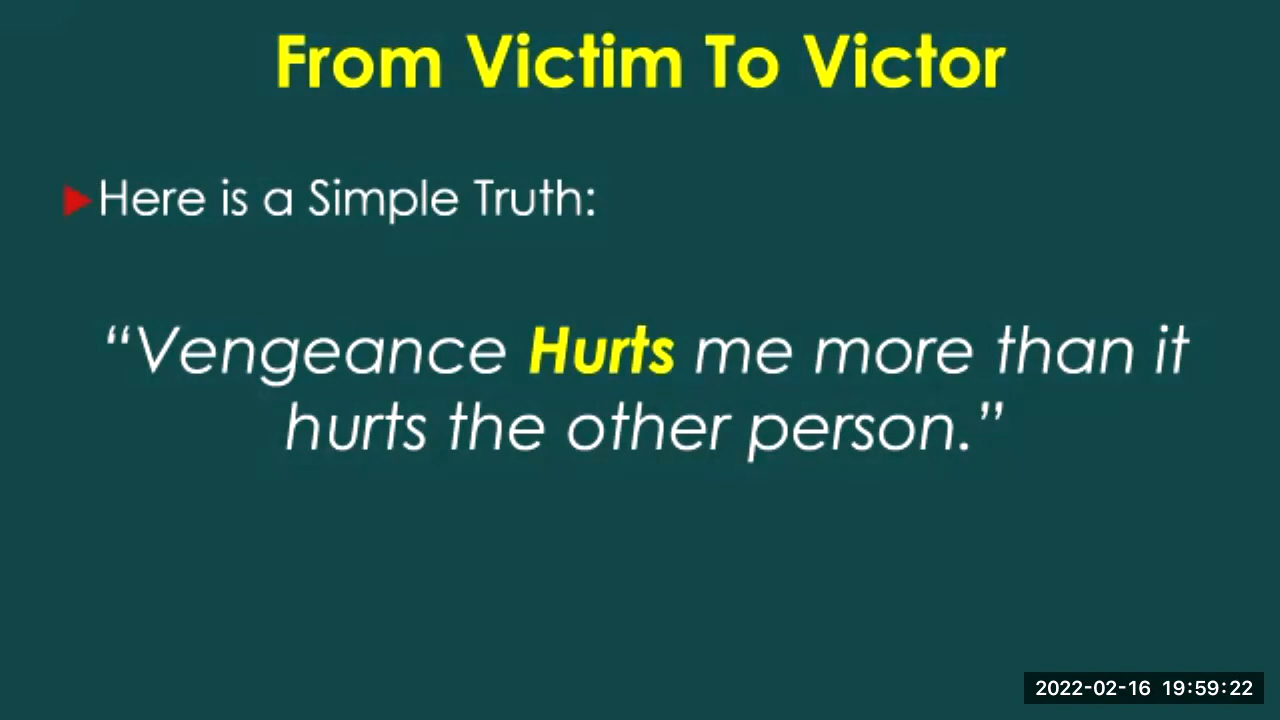 From Victim To Victor
Here is a Simple Truth:
“Vengeance Hurts me more than it
hurts the other person.”
2022-02-16 19:59:22